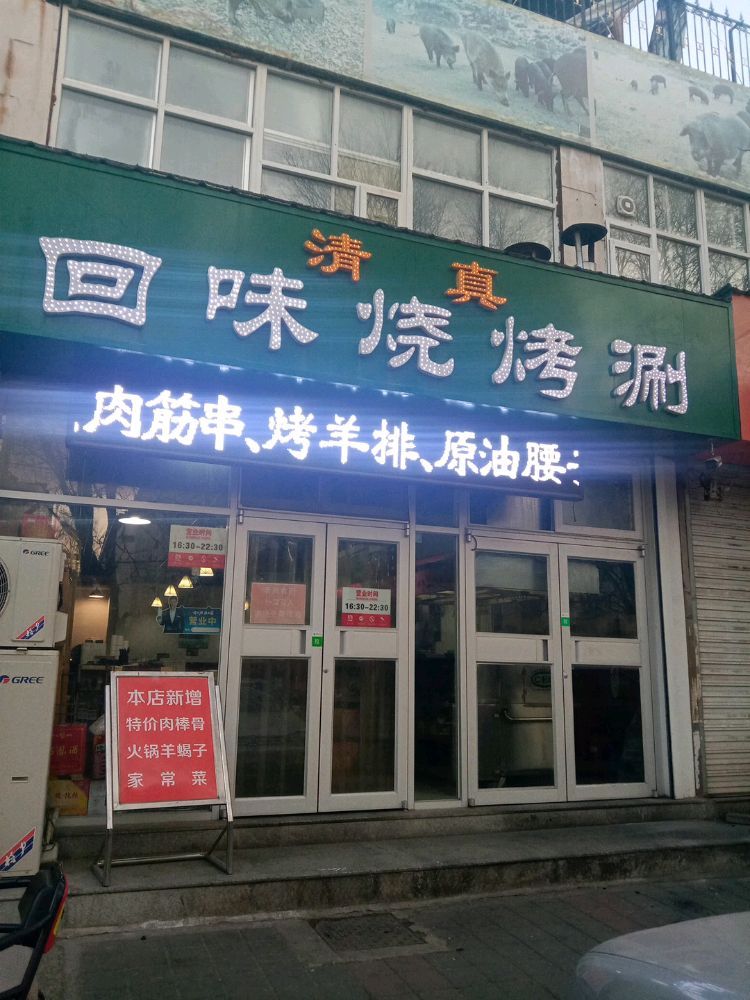 清真
回味烧烤涮
、肉筋串、烤羊排、原油腰
营业时间
16:30~22:30
营业时间
16:30~22:30
营业中
GREE
GREE
本店新增
特价肉棒骨
火锅羊蝎子
家常菜